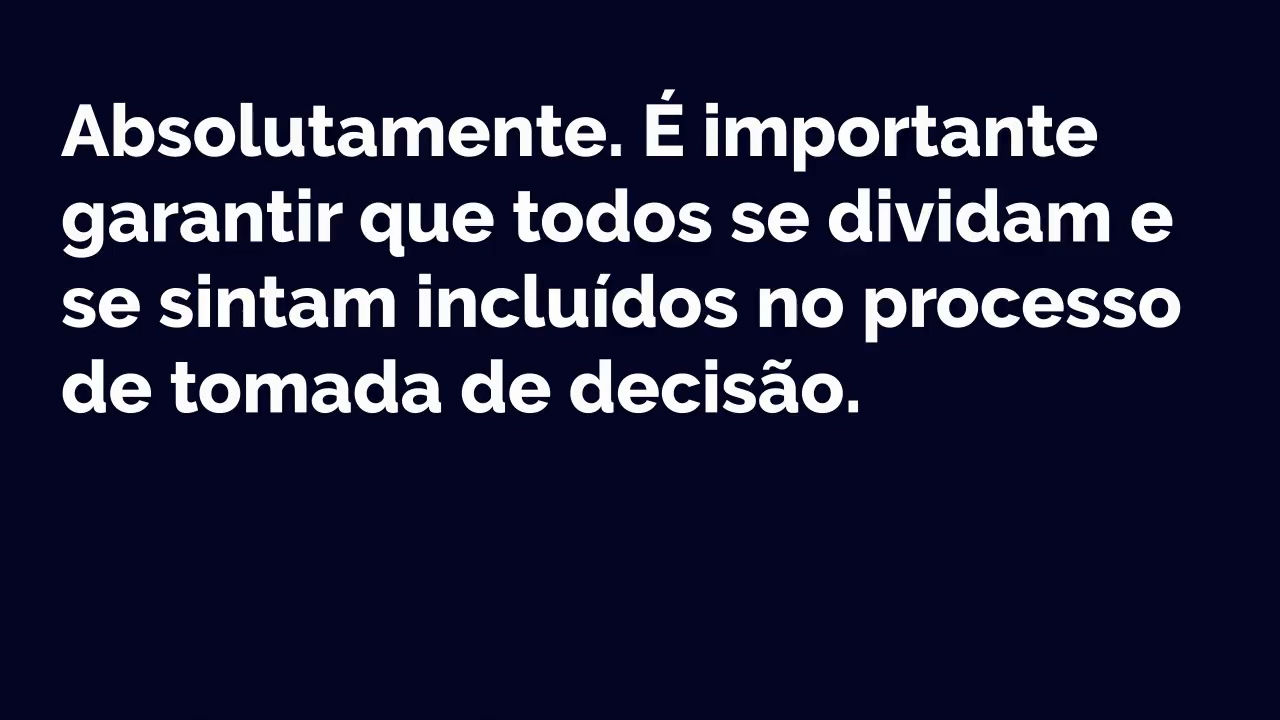 Absolutamente. É importante
garantir que todos se dividam e
se sintam incluídos no processo
de tomada de decisão.